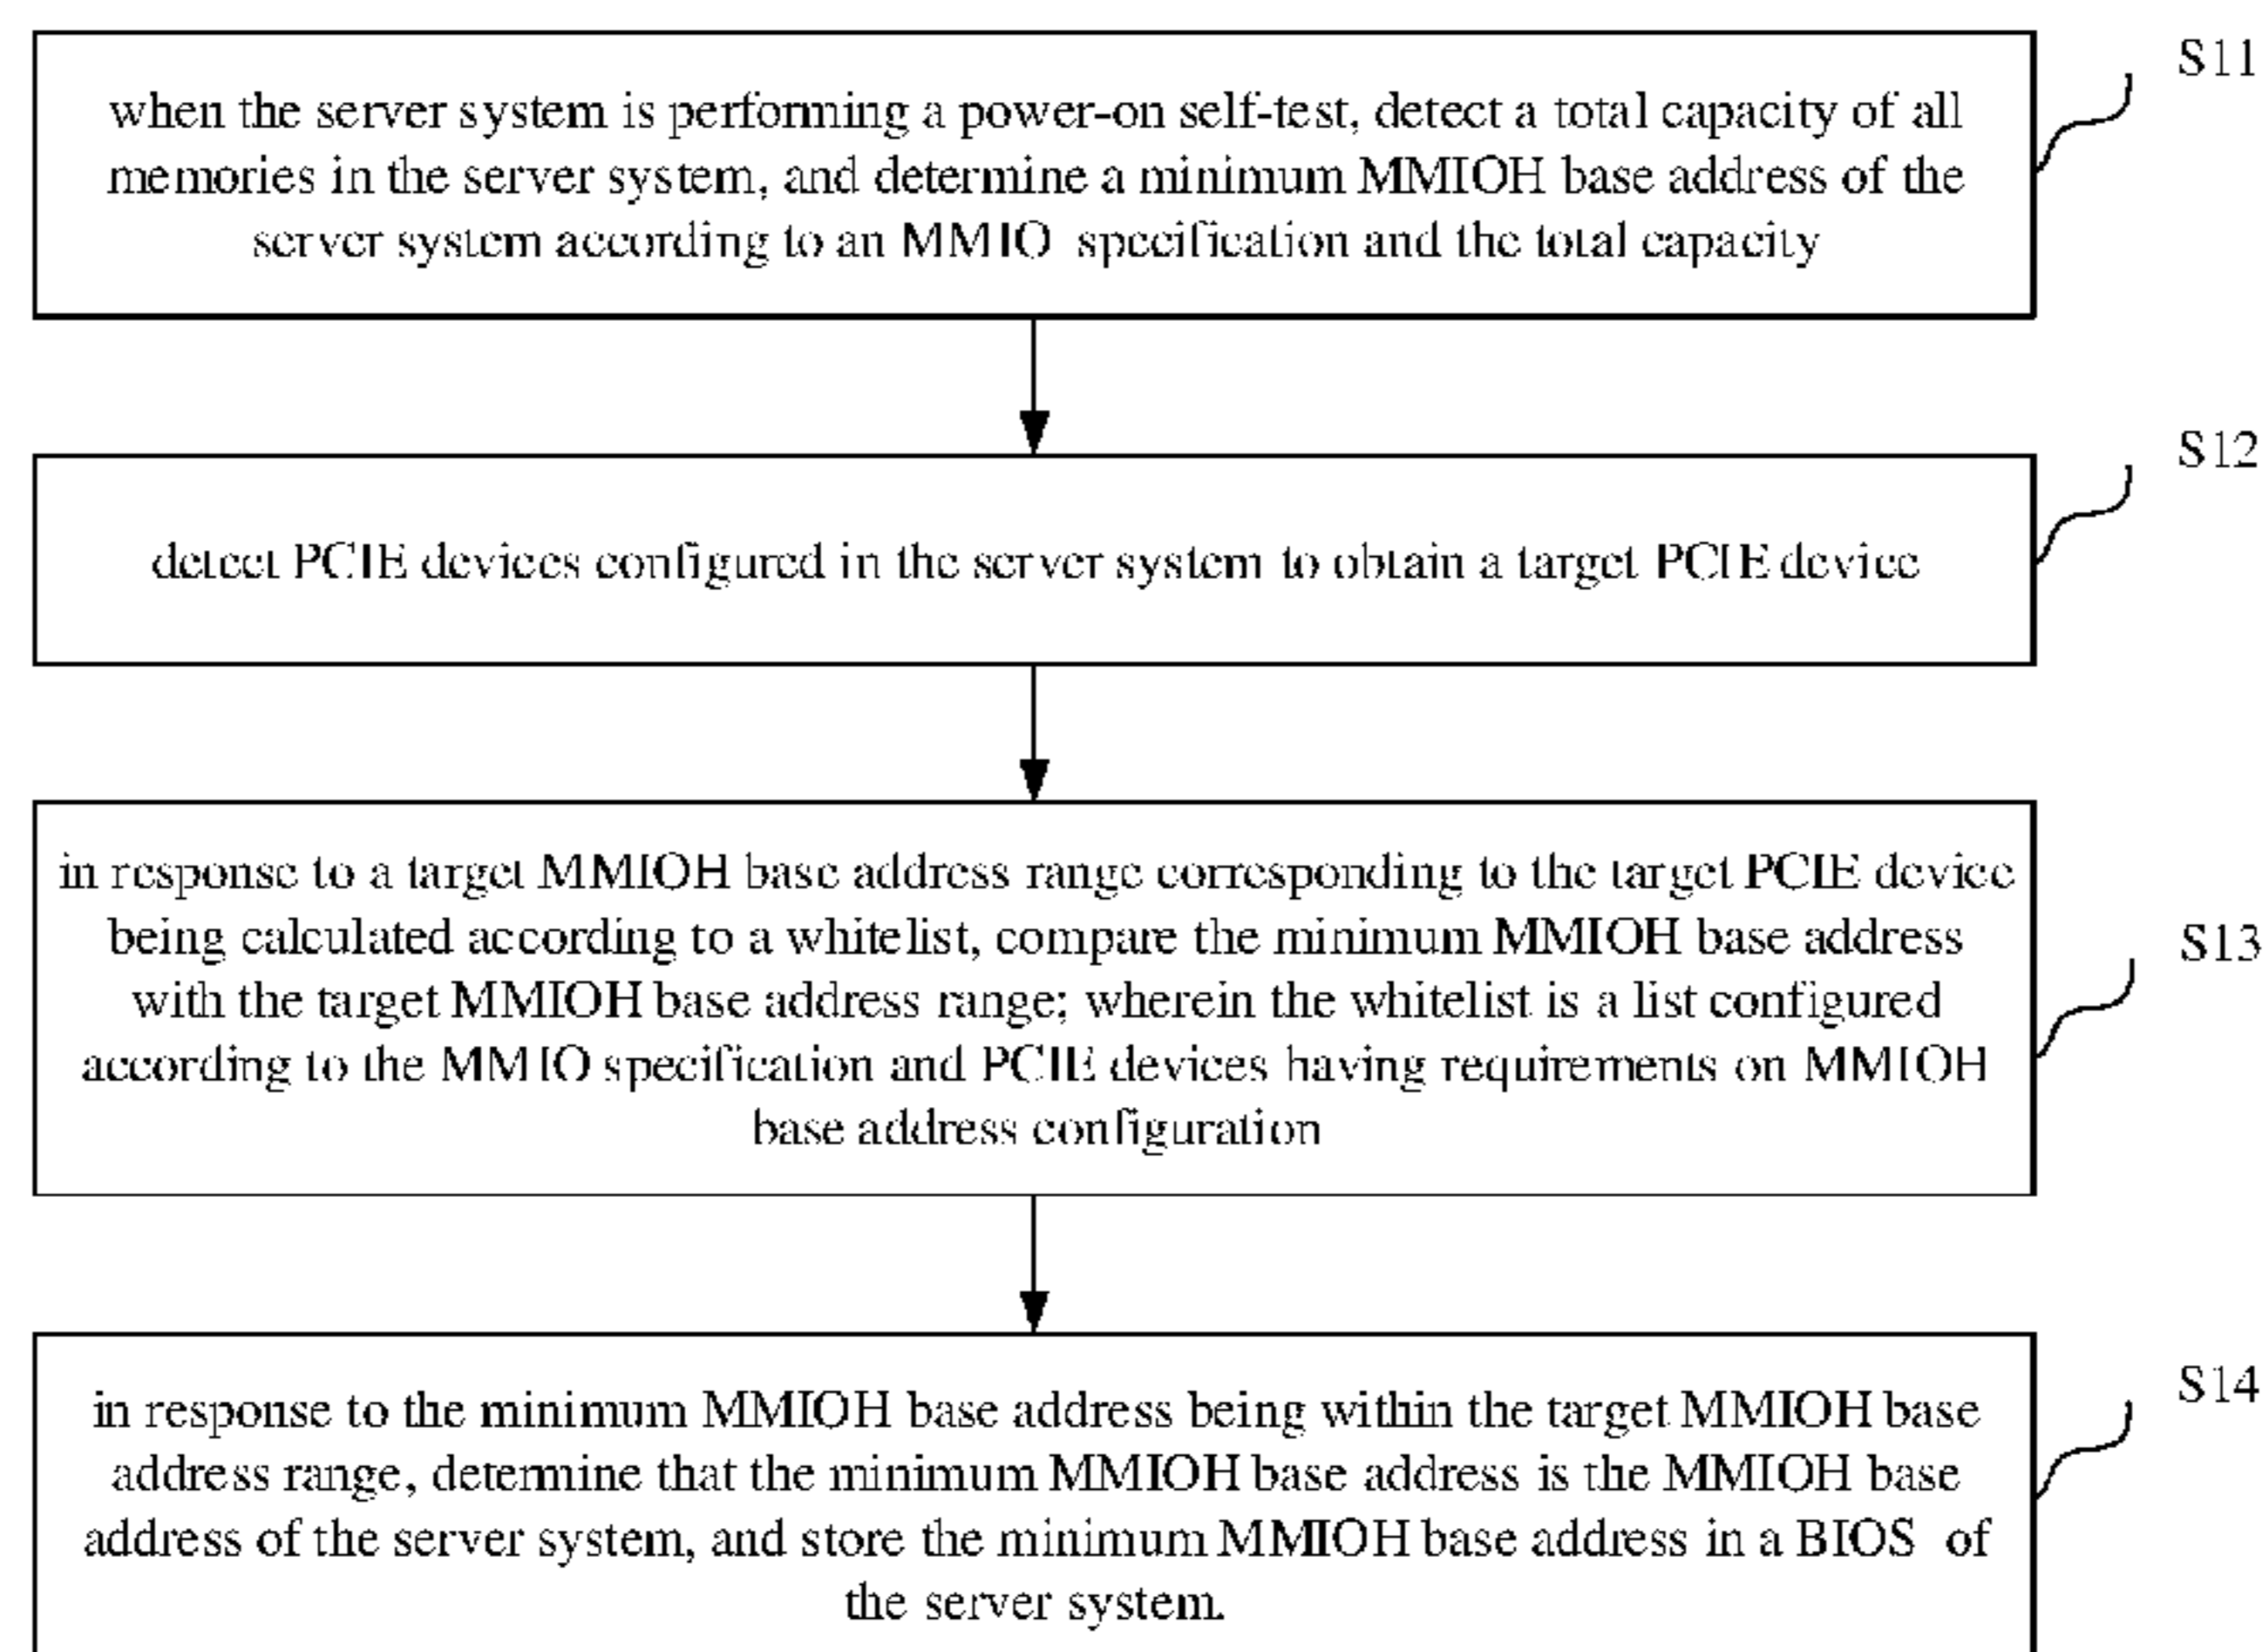 S11
when the server system is performing a power-on self-test, detect a total capacity of all
memories in the server system, and determine a minimum MMIOH base address of the
server system according to an MMIO specification and the total capacity
S12
detect PCIE devices configured in the server system to obtain a target PCIE device
in response to a target MMIOH base address range corresponding to the target PCIE device
being calculated according to a whitelist, compare the minimum MMIOH base address
with the target MMIOH base address range; wherein the whitelist is a list configured
according to the MMIO specification and PCIE devices having requirements on MMIOH
base address configuration
S13
in response to the minimum MMIOH base address being within the target MMIOH base
address range, determine that the minimum MMIOH base address is the MMIOH base
address of the server system, and store the minimum MMIOH base address in a BIOS of
the server system.
S14